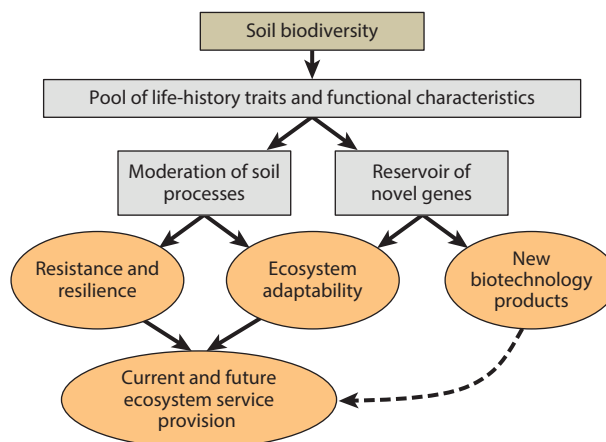 Soil biodiversity
Pool of life-history traits and functional characteristics
Moderation of soil
processes
Reservoir of
novel genes
Resistance and
resilience
Ecosystem
adaptability
New
biotechnology
products
Current and future
ecosystem service
provision